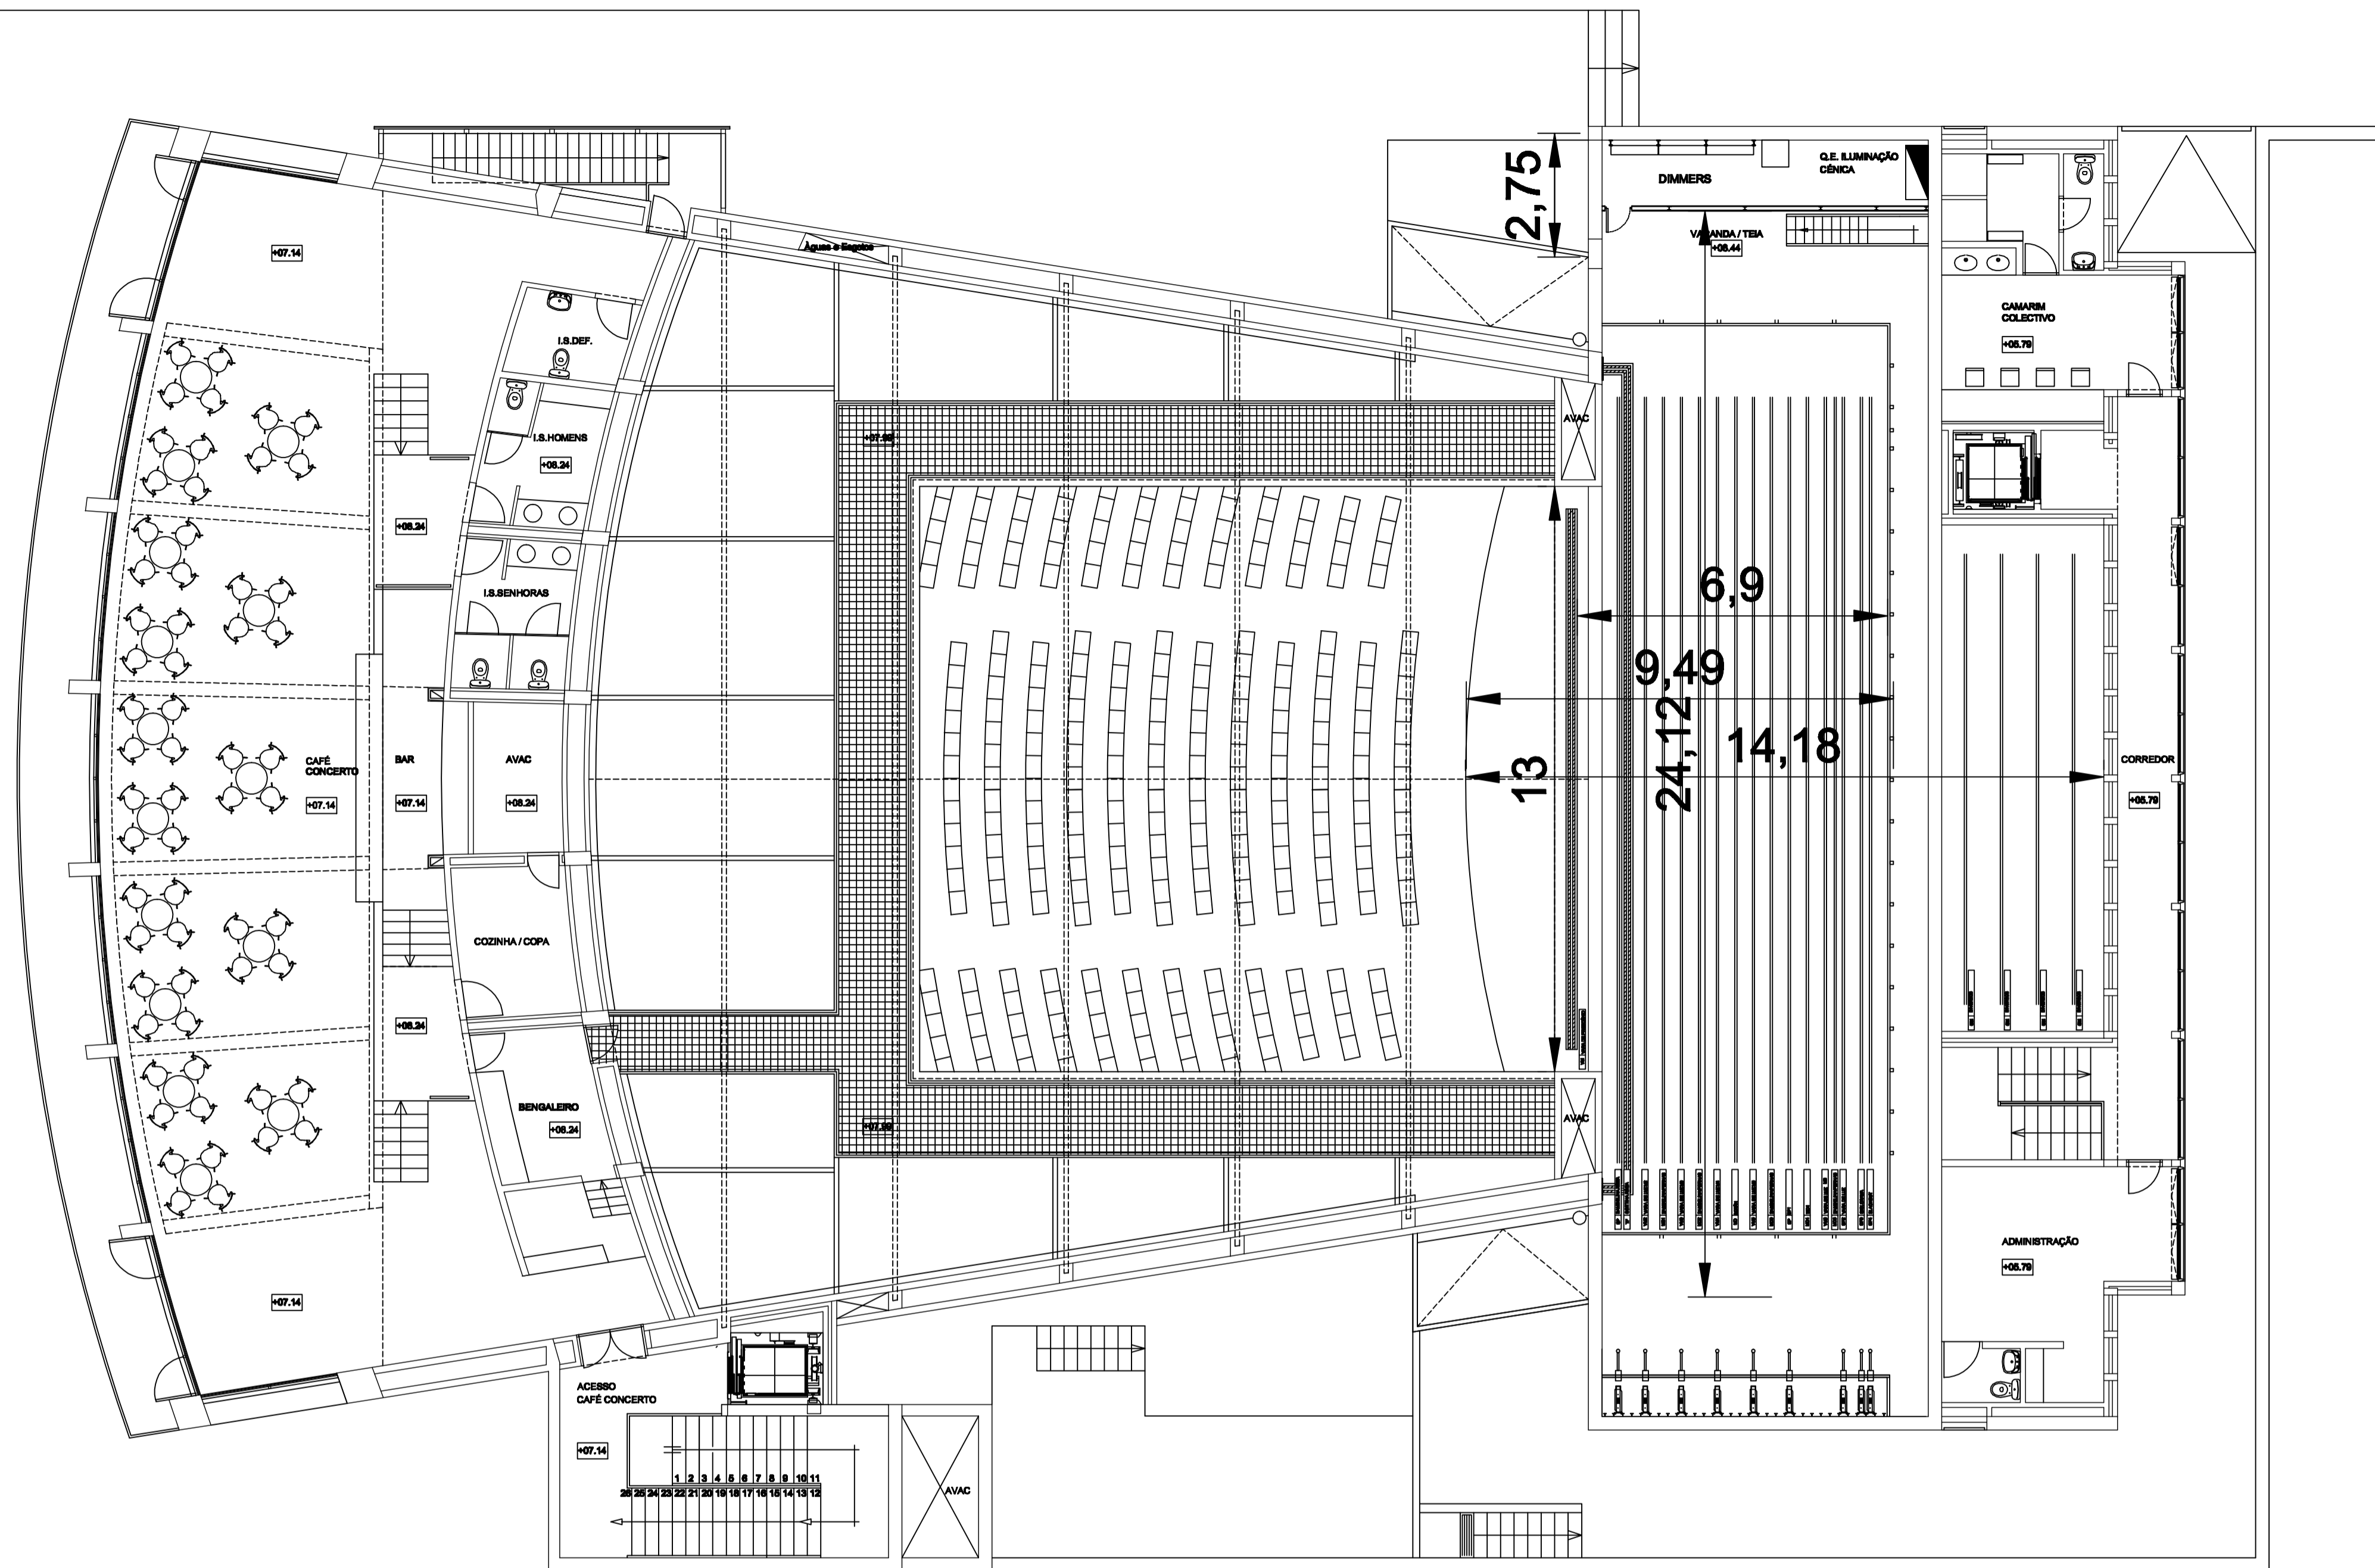 2,75
DIMMERS
Q.E. ILUMINAÇÃO
CÉNICA
VARANDA / TEIA
+08.44
Águas e Esgotos
+07.14
I.S.DEF.
I.S.HOMENS
+08.24
+08.24
I.S.SENHORAS
CAFÉ
CONCERTO
+07.14
BAR
+07.14
AVAC
+08.24
COZINHA / COPA
+08.24
BENGALEIRO
+08.24
+07.14
+07.99
+07.99
AVAC
AVAC
13
6,9
9,49
24,12
14,18
CAMARIM
COLECTIVO
+05.79
CORREDOR
+05.79
ADMINISTRAÇÃO
+05.79
ACESSO
CAFÉ CONCERTO
+07.14
1 2 3 4 5 6 7 8 9 10 11
26 25 24 23 22 21 20 19 18 17 16 15 14 13 12
AVAC